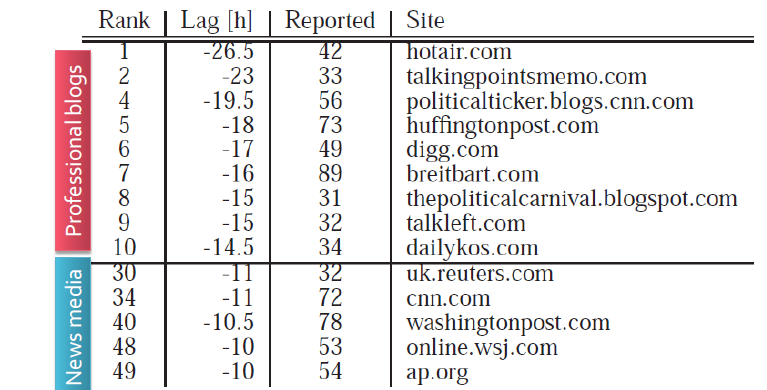 Rank Lag [h] Reported Site
Professional blogs
1 -26.5 42 hotair.com
2 -23 33 talkingpointsmemo.com
4 -19.5 56 politicalticker.blogs.cnn.com
5 -18 73 huffingtonpost.com
6 -17 49 digg.com
7 -16 89 breitbart.com
8 -15 31 thepoliticalcarnival.blogspot.com
9 -15 32 talkleft.com
10 -14.5 34 dailykos.com
News media
30 -11 32 uk.reuters.com
34 -11 72 cnn.com
40 -10.5 78 washingtonpost.com
48 -10 53 online.wsj.com
49 -10 54 ap.org